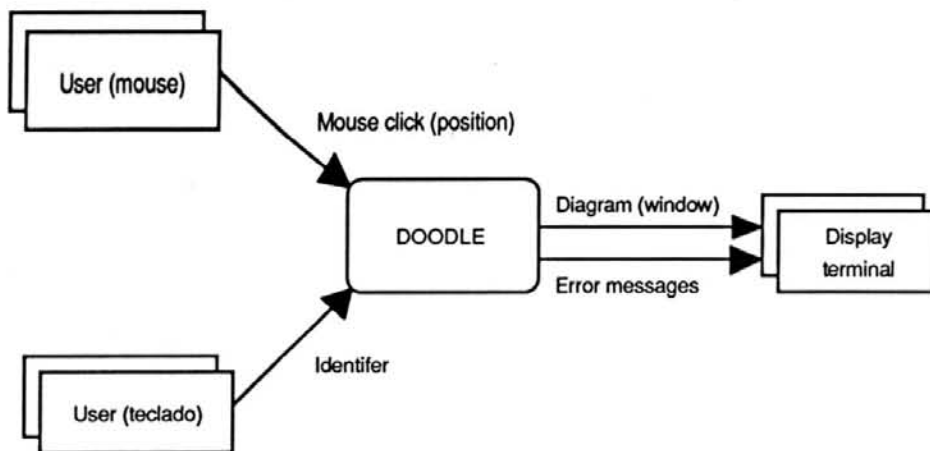 User (mouse)
Mouse click (position)
DOODLE
Diagram (window)
Display
terminal
Error messages
Identifer
User (teclado)